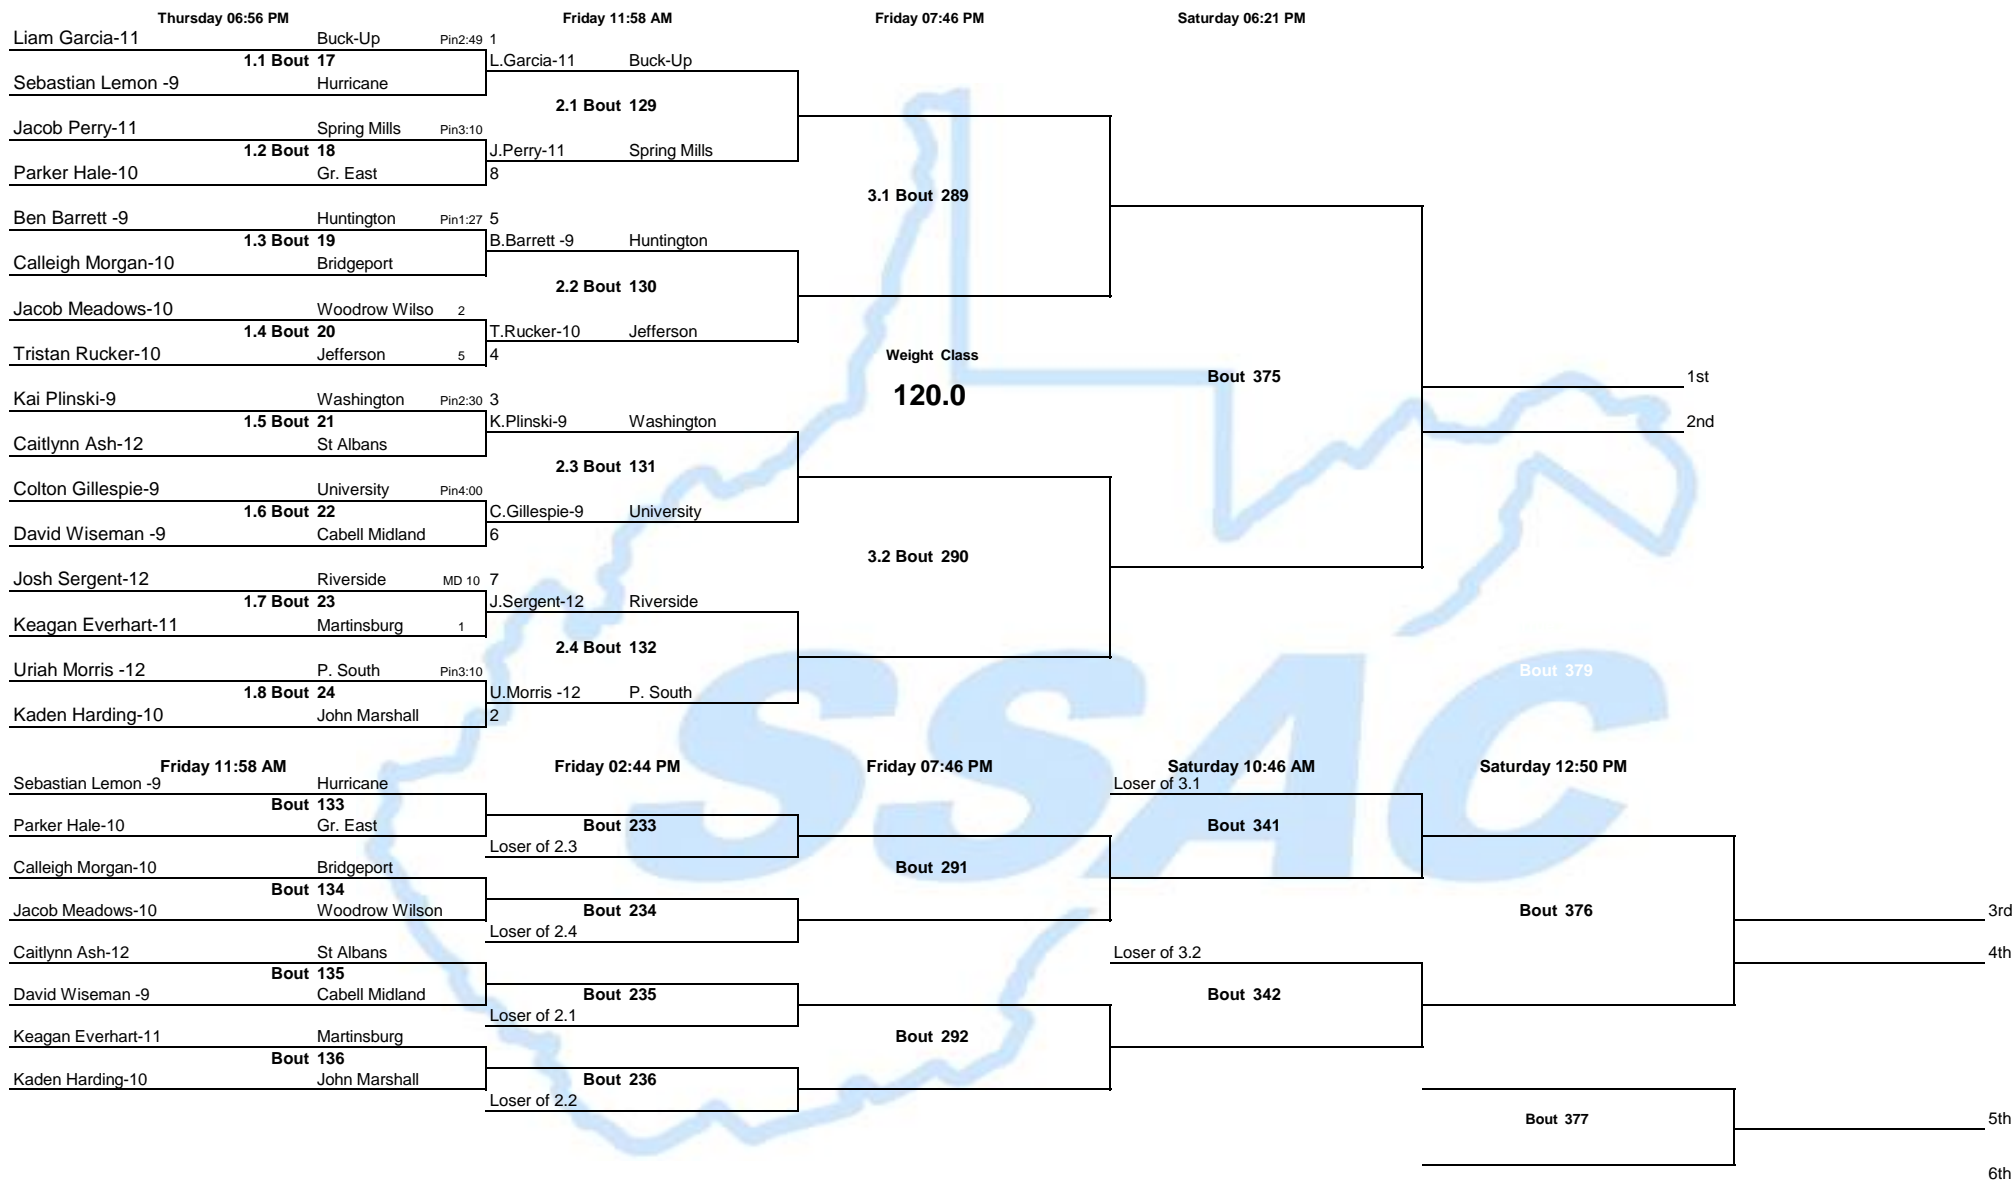 Thursday 06:56 PM Friday 11:58 AM Friday 07:46 PM Saturday 06:21 PM
Liam Garcia-11 Buck-Up Pin2:49 1
1.1 Bout 17 L.Garcia-11 Buck-Up
Sebastian Lemon -9 Hurricane
2.1 Bout 129
Jacob Perry-11 Spring Mills Pin3:10
1.2 Bout 18 J.Perry-11 Spring Mills
Parker Hale-10 Gr. East 8
3.1 Bout 289
Ben Barrett -9 Huntington Pin1:27 5
1.3 Bout 19 B.Barrett -9 Huntington
Calleigh Morgan-10 Bridgeport
2.2 Bout 130
Jacob Meadows-10 Woodrow Wilso 2
1.4 Bout 20 T.Rucker-10 Jefferson
Tristan Rucker-10 Jefferson 5 4 Weight Class
Bout 375 1st
Kai Plinski-9 Washington Pin2:30 3 120.0
1.5 Bout 21 K.Plinski-9 Washington 2nd
Caitlynn Ash-12 St Albans
2.3 Bout 131
Colton Gillespie-9 University Pin4:00
1.6 Bout 22 C.Gillespie-9 University
David Wiseman -9 Cabell Midland 6
3.2 Bout 290
Josh Sergent-12 Riverside MD 10 7
1.7 Bout 23 J.Sergent-12 Riverside
Keagan Everhart-11 Martinsburg 1
2.4 Bout 132
Uriah Morris -12 P. South Pin3:10 Bout 379
1.8 Bout 24 U.Morris -12 P. South
Kaden Harding-10 John Marshall 2
SSAC
Friday 11:58 AM Friday 02:44 PM Friday 07:46 PM Saturday 10:46 AM Saturday 12:50 PM
Sebastian Lemon -9 Hurricane Loser of 3.1
Bout 133
Parker Hale-10 Gr. East Bout 233 Bout 341
Loser of 2.3
Calleigh Morgan-10 Bridgeport Bout 291
Bout 134
Jacob Meadows-10 Woodrow Wilson Bout 234 Bout 376 3rd
Loser of 2.4
Caitlynn Ash-12 St Albans Loser of 3.2 4th
Bout 135
David Wiseman -9 Cabell Midland Bout 235 Bout 342
Loser of 2.1
Keagan Everhart-11 Martinsburg Bout 292
Bout 136
Kaden Harding-10 John Marshall Bout 236
Loser of 2.2
Bout 377 5th
6th